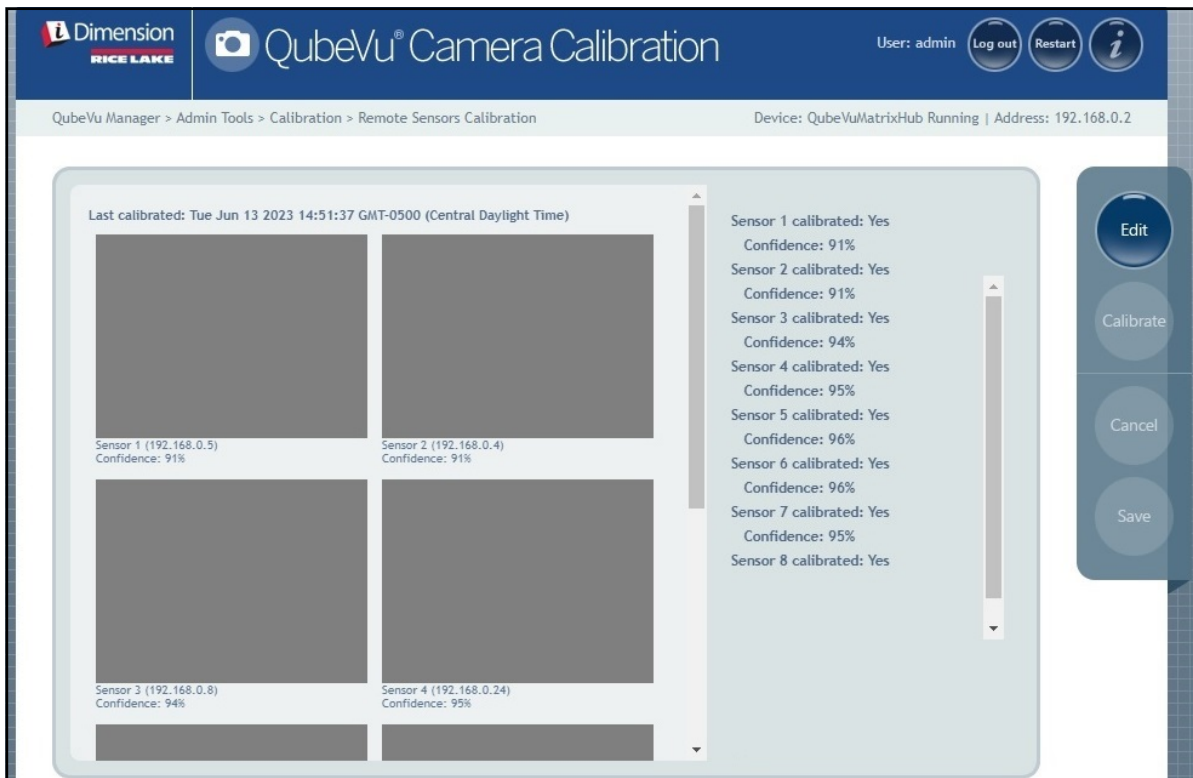 i Dimension
RICE LAKE
QubeVu® Camera Calibration
User: admin
Log out
Restart
i
QubeVu Manager > Admin Tools > Calibration > Remote Sensors Calibration
Device: QubeVuMatrixHub Running | Address: 192.168.0.2
Last calibrated: Tue Jun 13 2023 14:51:37 GMT-0500 (Central Daylight Time)
Sensor 1 (192.168.0.5)
Confidence: 91%
Sensor 2 (192.168.0.4)
Confidence: 91%
Sensor 3 (192.168.0.8)
Confidence: 94%
Sensor 4 (192.168.0.24)
Confidence: 95%
Sensor 1 calibrated: Yes
Confidence: 91%
Sensor 2 calibrated: Yes
Confidence: 91%
Sensor 3 calibrated: Yes
Confidence: 94%
Sensor 4 calibrated: Yes
Confidence: 95%
Sensor 5 calibrated: Yes
Confidence: 96%
Sensor 6 calibrated: Yes
Confidence: 96%
Sensor 7 calibrated: Yes
Confidence: 95%
Sensor 8 calibrated: Yes
Edit
Calibrate
Cancel
Save